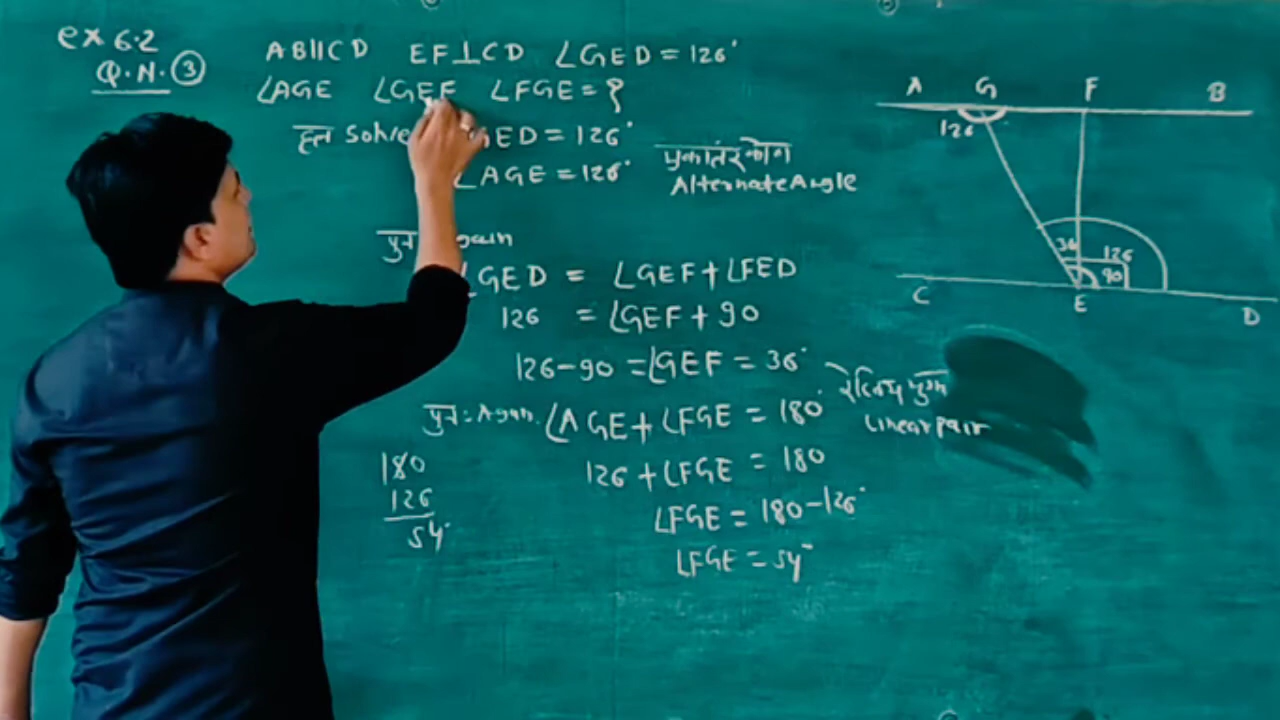 ex 6.2
Q.N. 3
AB||CD EF⊥CD ∠GED = 126°
∠AGE ∠GEF ∠FGE = ?
हल Solve GED = 126°
∠AGE = 126°
एकांतर कोण
Alternate Angle
पुनः gain
∠GED = ∠GEF + ∠FED
126 = ∠GEF + 90
126 - 90 = ∠GEF = 36°
पुनः Again ∠AGE + ∠FGE = 180°
रैखिक युग्म
Linear pair
126 + ∠FGE = 180
∠FGE = 180 - 126°
∠FGE = 54°
180
126
54°
A G F B
126
36 126
90
C E D